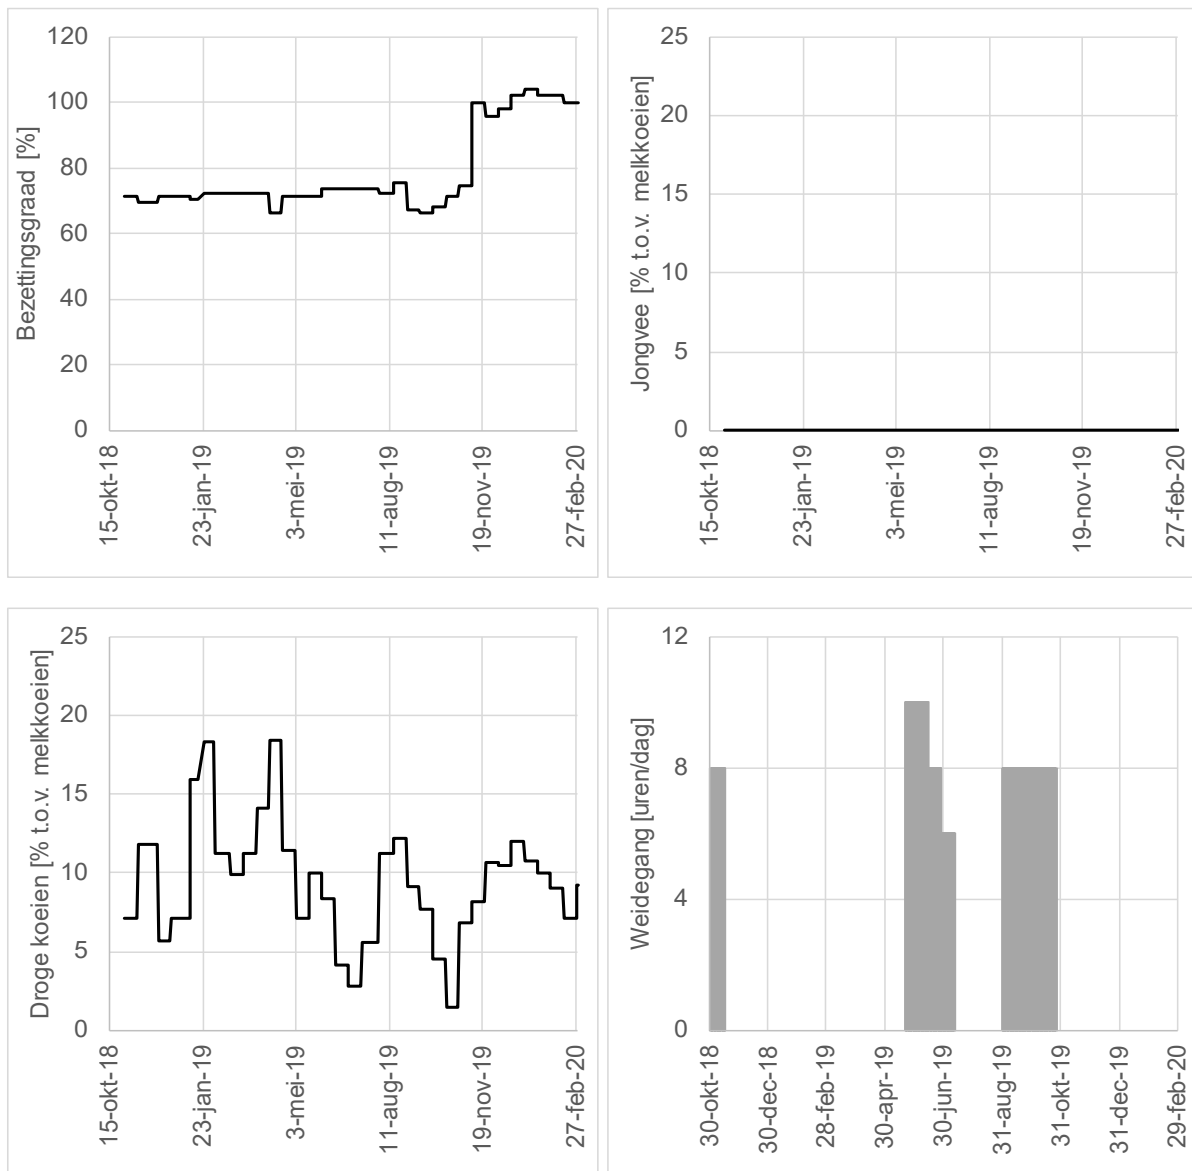 Bezettingsgraad [%]
120
100
80
60
40
20
0
15-okt-18
23-jan-19
3-mei-19
11-aug-19
19-nov-19
27-feb-20
Jongvee [% t.o.v. melkkoeien]
25
20
15
10
5
0
15-okt-18
23-jan-19
3-mei-19
11-aug-19
19-nov-19
27-feb-20
Droge koeien [% t.o.v. melkkoeien]
25
20
15
10
5
0
15-okt-18
23-jan-19
3-mei-19
11-aug-19
19-nov-19
27-feb-20
Weidegang [uren/dag]
12
8
4
0
30-okt-18
30-dec-18
28-feb-19
30-apr-19
30-jun-19
31-aug-19
31-okt-19
31-dec-19
29-feb-20